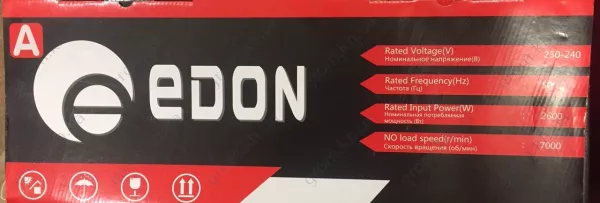 A
e EDON
Rated Voltage(V) 230-240
Номинальное напряжение(В)
Rated Frequency(Hz)
Частота (Гц)
Rated Input Power(W) 2600
Номинальная потребляемая
мощность (Вт)
NO load speed(r/min) 7000
Скорость вращения (об/мин)